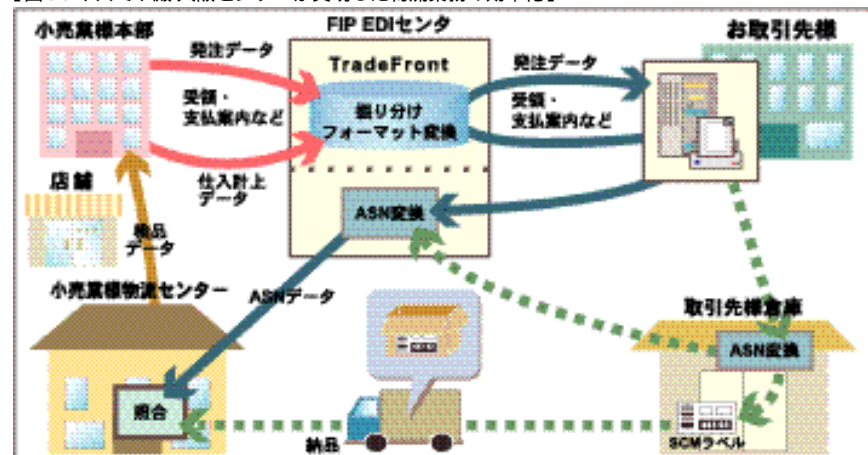 小売業様本部
FIP EDIセンタ
お取引先様
発注データ
TradeFront
発注データ
受領・
支払案内など
振り分け
フォーマット変換
受領・
支払案内など
仕入計上
データ
店舗
ASN変換
検品
データ
小売業様物流センター
ASNデータ
取引先様倉庫
ASN変換
照合
納品
SCMラベル